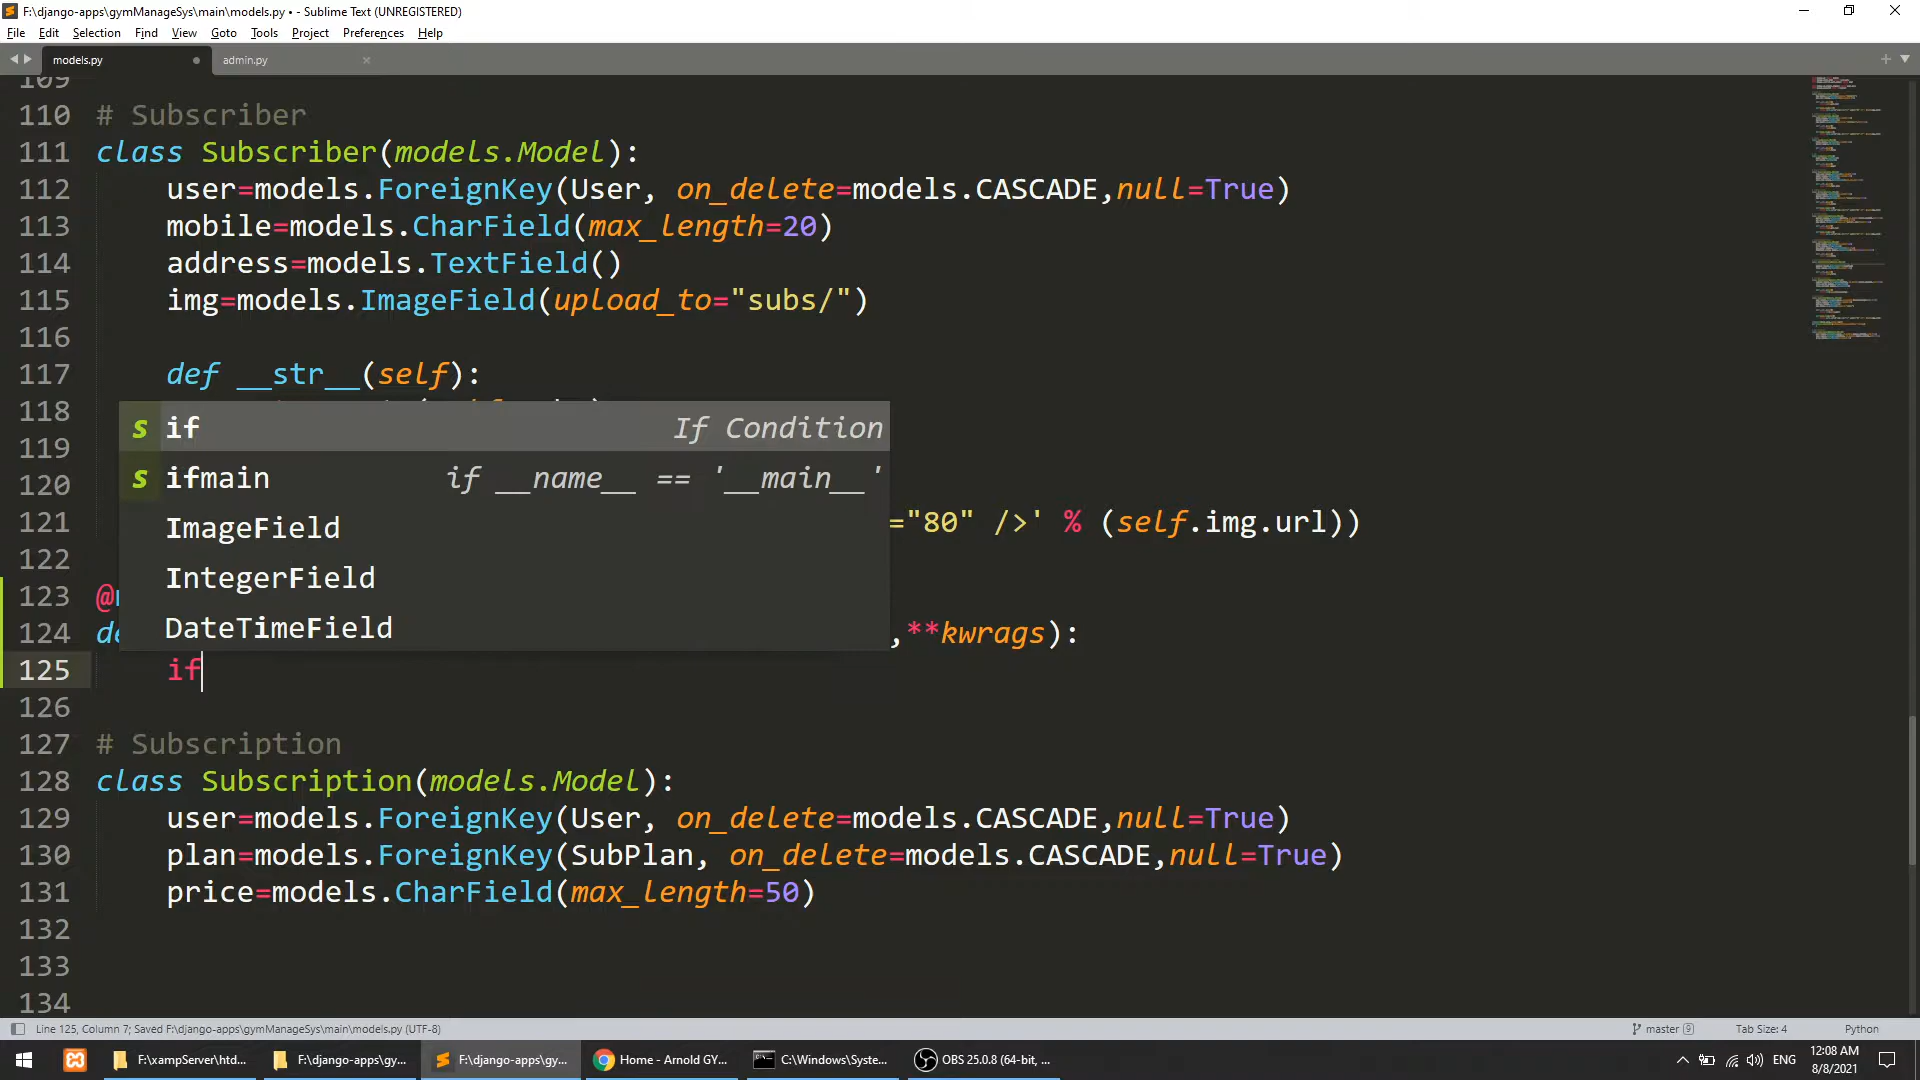 F:\django-apps\gymManageSys\main\models.py • - Sublime Text (UNREGISTERED)
File Edit Selection Find View Goto Tools Project Preferences Help
models.py admin.py
109
110 # Subscriber
111 class Subscriber(models.Model):
112 user=models.ForeignKey(User, on_delete=models.CASCADE,null=True)
113 mobile=models.CharField(max_length=20)
114 address=models.TextField()
115 img=models.ImageField(upload_to="subs/")
116
117 def __str__(self):
118
if If Condition
119
ifmain if __name__ == '__main__'
120
121 ="80" />' % (self.img.url))
ImageField
122
IntegerField
123 @
DateTimeField
124 de ,**kwrags):
125 if
126
127 # Subscription
128 class Subscription(models.Model):
129 user=models.ForeignKey(User, on_delete=models.CASCADE,null=True)
130 plan=models.ForeignKey(SubPlan, on_delete=models.CASCADE,null=True)
131 price=models.CharField(max_length=50)
132
133
134
Line 125, Column 7; Saved F:\django-apps\gymManageSys\main\models.py (UTF-8) master 9 Tab Size: 4 Python
F:\xampServer\htd... F:\django-apps\gy... F:\django-apps\gy... Home - Arnold GY... C:\Windows\Syste... OBS 25.0.8 (64-bit, ... ENG 12:08 AM
8/8/2021